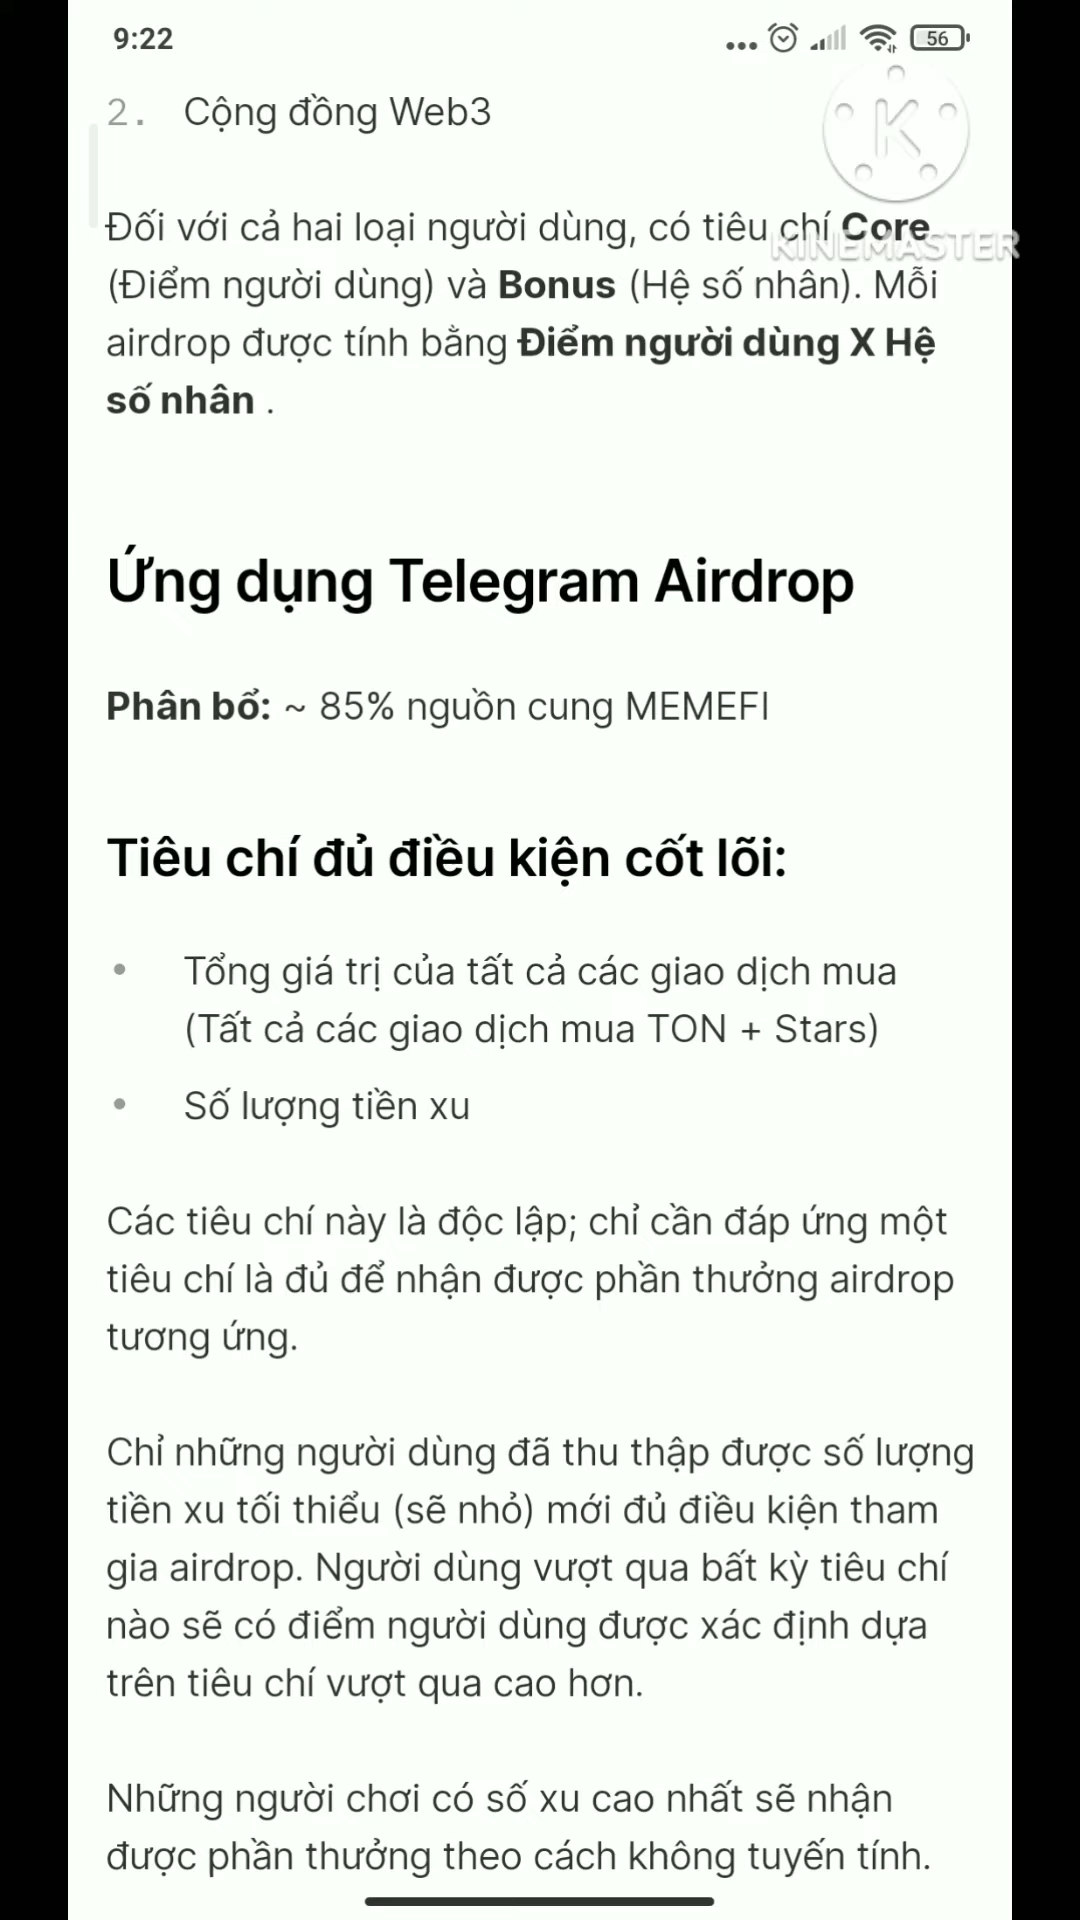 9:22
56
2. Cộng đồng Web3
K
KINEMASTER
Đối với cả hai loại người dùng, có tiêu chí Core
(Điểm người dùng) và Bonus (Hệ số nhân). Mỗi
airdrop được tính bằng Điểm người dùng X Hệ
số nhân .
Ứng dụng Telegram Airdrop
Phân bổ: ~ 85% nguồn cung MEMEFI
Tiêu chí đủ điều kiện cốt lõi:
• Tổng giá trị của tất cả các giao dịch mua
(Tất cả các giao dịch mua TON + Stars)
• Số lượng tiền xu
Các tiêu chí này là độc lập; chỉ cần đáp ứng một
tiêu chí là đủ để nhận được phần thưởng airdrop
tương ứng.
Chỉ những người dùng đã thu thập được số lượng
tiền xu tối thiểu (sẽ nhỏ) mới đủ điều kiện tham
gia airdrop. Người dùng vượt qua bất kỳ tiêu chí
nào sẽ có điểm người dùng được xác định dựa
trên tiêu chí vượt qua cao hơn.
Những người chơi có số xu cao nhất sẽ nhận
được phần thưởng theo cách không tuyến tính.